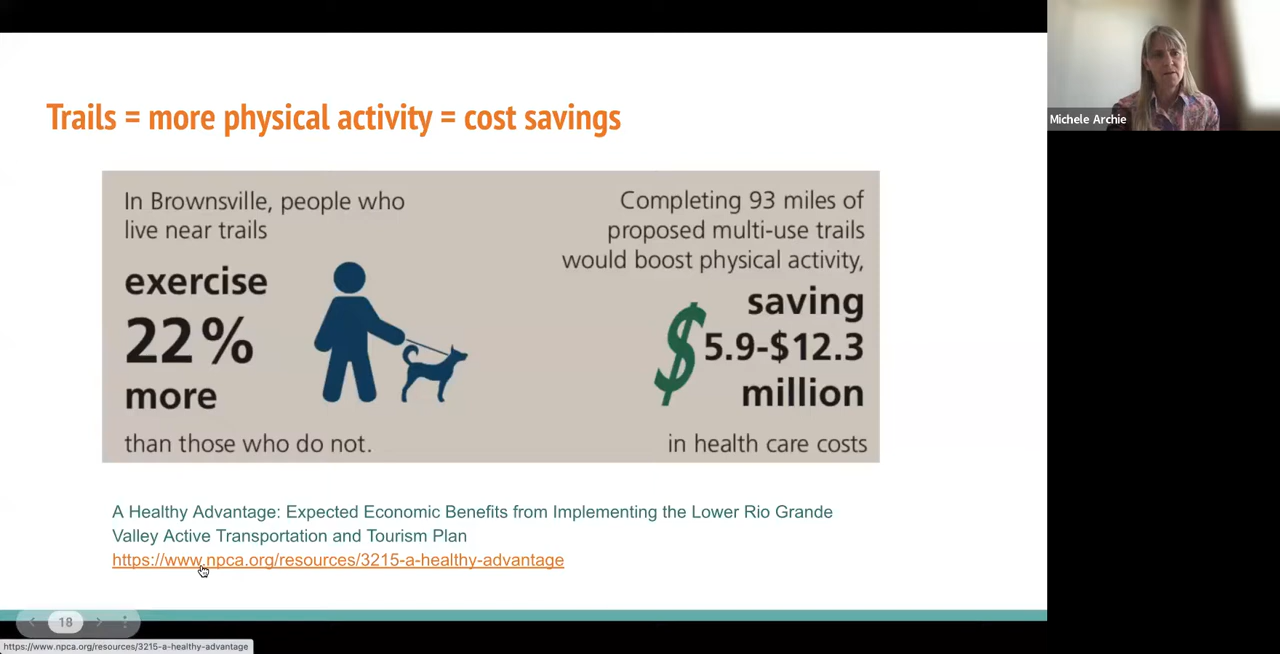 Trails = more physical activity = cost savings
In Brownsville, people who
live near trails
exercise
22%
more
than those who do not.
Completing 93 miles of
proposed multi-use trails
would boost physical activity,
saving
$5.9-$12.3
million
in health care costs
A Healthy Advantage: Expected Economic Benefits from Implementing the Lower Rio Grande
Valley Active Transportation and Tourism Plan
https://www.npca.org/resources/3215-a-healthy-advantage
18
https://www.npca.org/resources/3215-a-healthy-advantage
Michele Archie